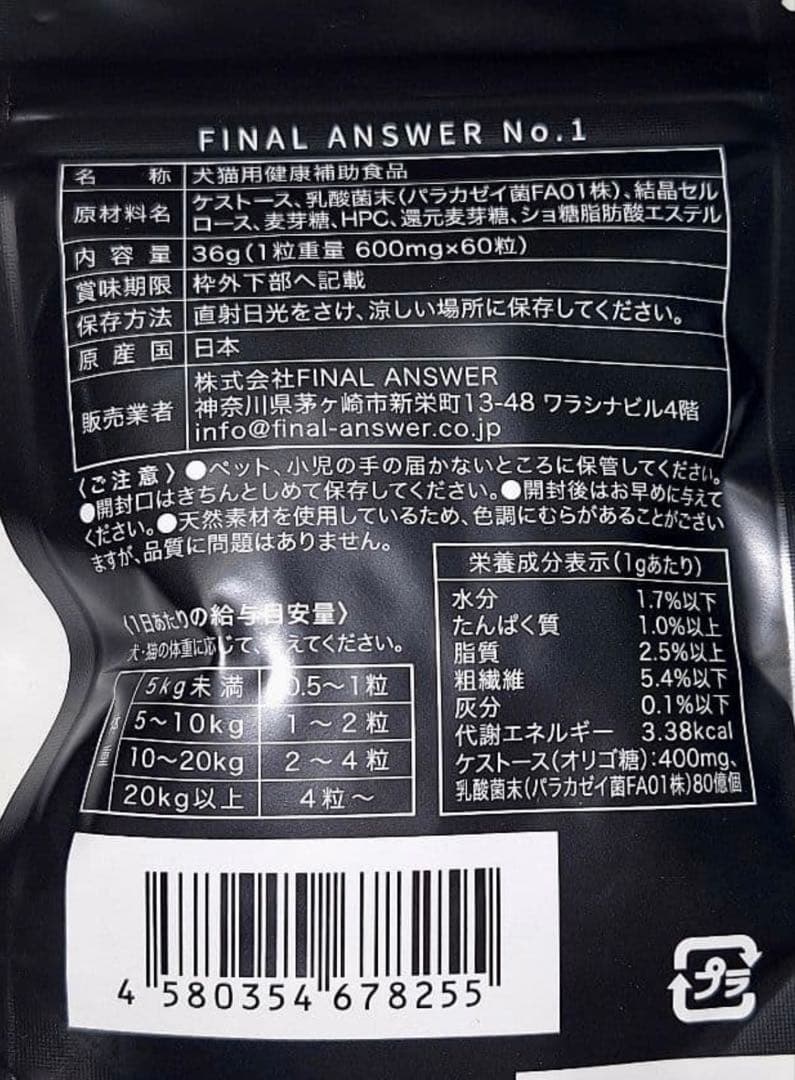 FINAL ANSWER No.1
名 称 犬猫用健康補助食品
原材料名 ケストース、乳酸菌末(パラカゼイ菌FA01株)、結晶セル
ロース、麦芽糖、HPC、還元麦芽糖、ショ糖脂肪酸エステル
内容量 36g(1粒重量 600mg×60粒)
賞味期限 枠外下部へ記載
保存方法 直射日光をさけ、涼しい場所に保存してください。
原産国 日本
販売業者 株式会社FINAL ANSWER
神奈川県茅ヶ崎市新栄町13-48 ワラシナビル4階
info@final-answer.co.jp
〈ご注意〉●ペット、小児の手の届かないところに保管してください。
●開封口はきちんとしめて保存してください。●開封後はお早めに与えて
ください。●天然素材を使用しているため、色調にむらがあることがござい
ますが、品質に問題はありません。
〈1日あたりの給与目安量〉
犬・猫の体重に応じて、えてください。
体重
5kg未満 0.5〜1粒
5〜10kg 1〜2粒
10〜20kg 2〜4粒
20kg以上 4粒〜
栄養成分表示(1gあたり)
水分 1.7%以下
たんぱく質 1.0%以上
脂質 2.5%以上
粗繊維 5.4%以下
灰分 0.1%以下
代謝エネルギー 3.38kcal
ケストース(オリゴ糖):400mg、
乳酸菌末(パラカゼイ菌FA01株)80億個
4 580354 678255
プラ